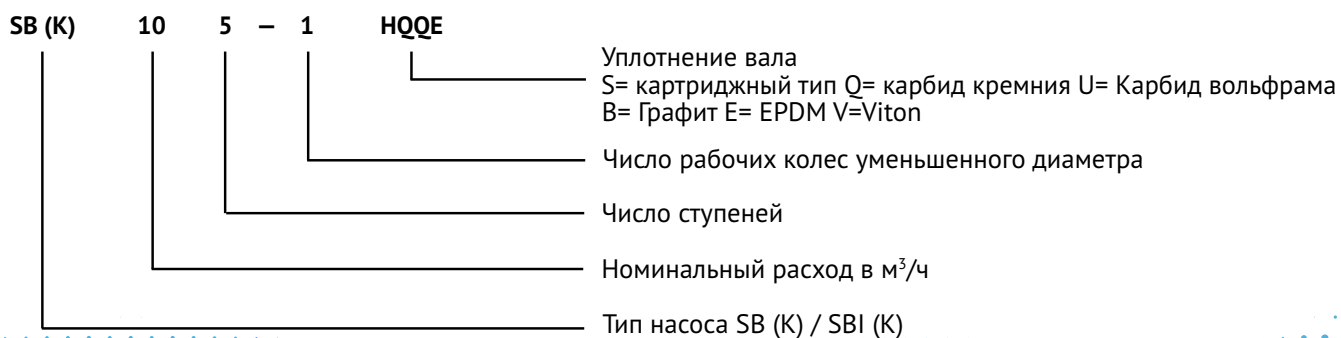 SB (K) 10 5 – 1 HQQE
Уплотнение вала
S= картриджный тип Q= карбид кремния U= Карбид вольфрама
B= Графит E= EPDM V=Viton
Число рабочих колес уменьшенного диаметра
Число ступеней
Номинальный расход в м³/ч
Тип насоса SB (K) / SBI (K)